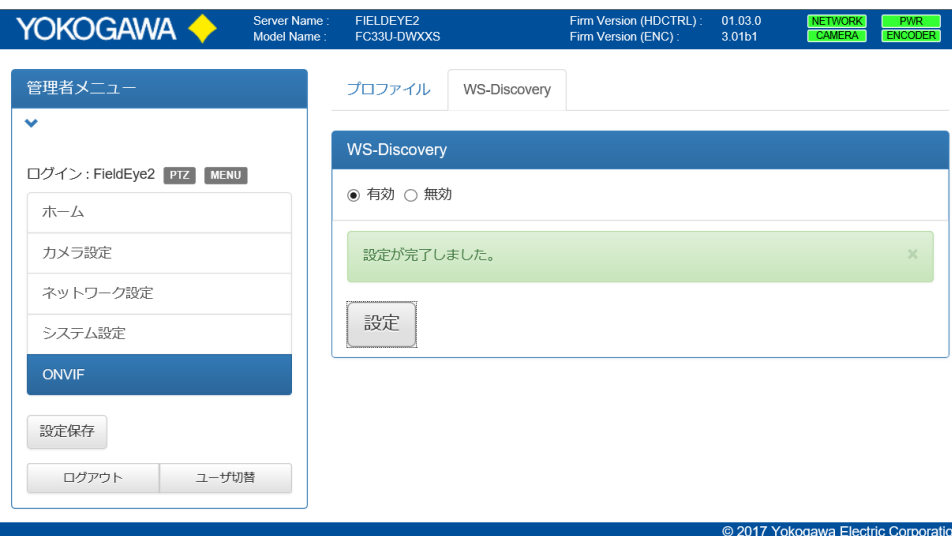 YOKOGAWA
Server Name : FIELDEYE2
Model Name : FC33U-DWXXS
Firm Version (HDCTRL) : 01.03.0
Firm Version (ENC) : 3.01b1
NETWORK PWR
CAMERA ENCODER
管理者メニュー
ログイン : FieldEye2 PTZ MENU
ホーム
カメラ設定
ネットワーク設定
システム設定
ONVIF
設定保存
ログアウト ユーザ切替
プロファイル WS-Discovery
WS-Discovery
有効 無効
設定が完了しました。 ×
設定
© 2017 Yokogawa Electric Corporatio